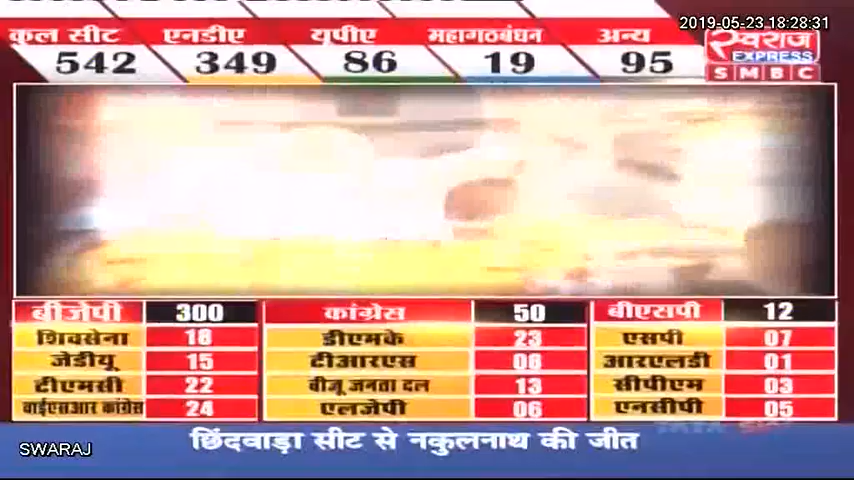 2019-05-23 18:28:31
कुल सीट एनडीए यूपीए महागठबंधन अन्य
542 349 86 19 95
स्वराज
EXPRESS
SMBC
बीजेपी 300 कांग्रेस 50 बीएसपी 12
शिवसेना 18 डीएमके 23 एसपी 07
जेडीयू 15 टीआरएस 08 आरएलडी 01
टीएमसी 22 बीजू जनता दल 13 सीपीएम 03
वाईएसआर कांग्रेस 24 एलजेपी 06 एनसीपी 05
छिंदवाड़ा सीट से नकुलनाथ की जीत
SWARAJ